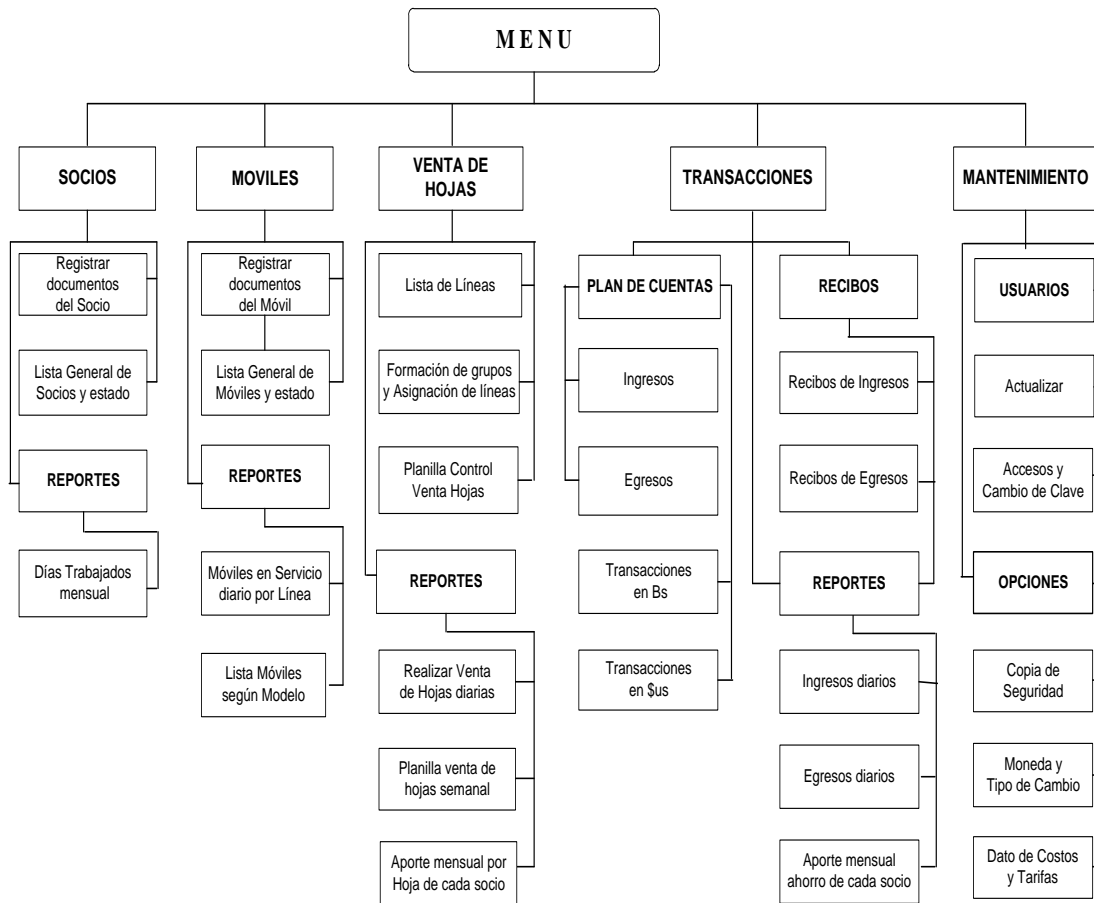 MENU
SOCIOS
Registrar
documentos
del Socio
Lista General de
Socios y estado
REPORTES
Días Trabajados
mensual
MOVILES
Registrar
documentos
del Móvil
Lista General de
Móviles y estado
REPORTES
Móviles en Servicio
diario por Línea
Lista Móviles
según Modelo
VENTA DE
HOJAS
Lista de Líneas
Formación de grupos
y Asignación de líneas
Planilla Control
Venta Hojas
REPORTES
Realizar Venta
de Hojas diarias
Planilla venta de
hojas semanal
Aporte mensual por
Hoja de cada socio
TRANSACCIONES
PLAN DE CUENTAS
Ingresos
Egresos
Transacciones
en Bs
Transacciones
en $us
RECIBOS
Recibos de Ingresos
Recibos de Egresos
REPORTES
Ingresos diarios
Egresos diarios
Aporte mensual
ahorro de cada socio
MANTENIMIENTO
USUARIOS
Actualizar
Accesos y
Cambio de Clave
OPCIONES
Copia de
Seguridad
Moneda y
Tipo de Cambio
Dato de Costos
y Tarifas